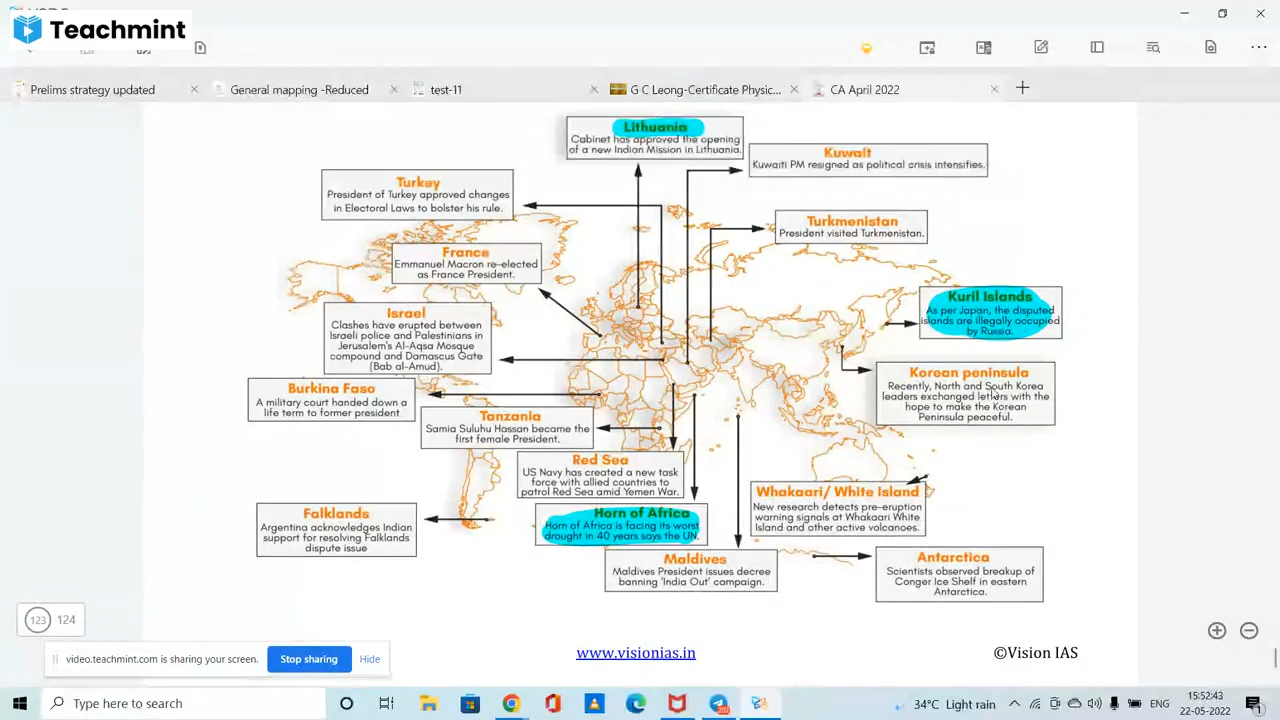 Teachmint
Prelims strategy updated
General mapping -Reduced
test-11
G C Leong-Certificate Physic...
CA April 2022
Lithuania
Cabinet has approved the opening
of a new Indian Mission in Lithuania.
Kuwait
Kuwaiti PM resigned as political crisis intensifies.
Turkey
President of Turkey approved changes
in Electoral Laws to bolster his rule.
Turkmenistan
President visited Turkmenistan.
France
Emmanuel Macron re-elected
as France President.
Kuril Islands
As per Japan, the disputed
islands are illegally occupied
by Russia.
Israel
Clashes have erupted between
Israeli police and Palestinians in
Jerusalem's Al-Aqsa Mosque
compound and Damascus Gate
(Bab al-Amud).
Korean peninsula
Recently, North and South Korea
leaders exchanged letters with the
hope to make the Korean
Peninsula peaceful.
Burkina Faso
A military court handed down a
life term to former president
Tanzania
Samia Suluhu Hassan became the
first female President.
Red Sea
US Navy has created a new task
force with allied countries to
patrol Red Sea amid Yemen War.
Whakaari/ White Island
New research detects pre-eruption
warning signals at Whakaari White
Island and other active volcanoes.
Falklands
Argentina acknowledges Indian
support for resolving Falklands
dispute issue
Horn of Africa
Horn of Africa is facing its worst
drought in 40 years says the UN.
Maldives
Maldives President issues decree
banning 'India Out' campaign.
Antarctica
Scientists observed breakup of
Conger Ice Shelf in eastern
Antarctica.
123 124
video.teachmint.com is sharing your screen. Stop sharing Hide
www.visionias.in
©Vision IAS
Type here to search
34°C Light rain
ENG
15:52:43
22-05-2022